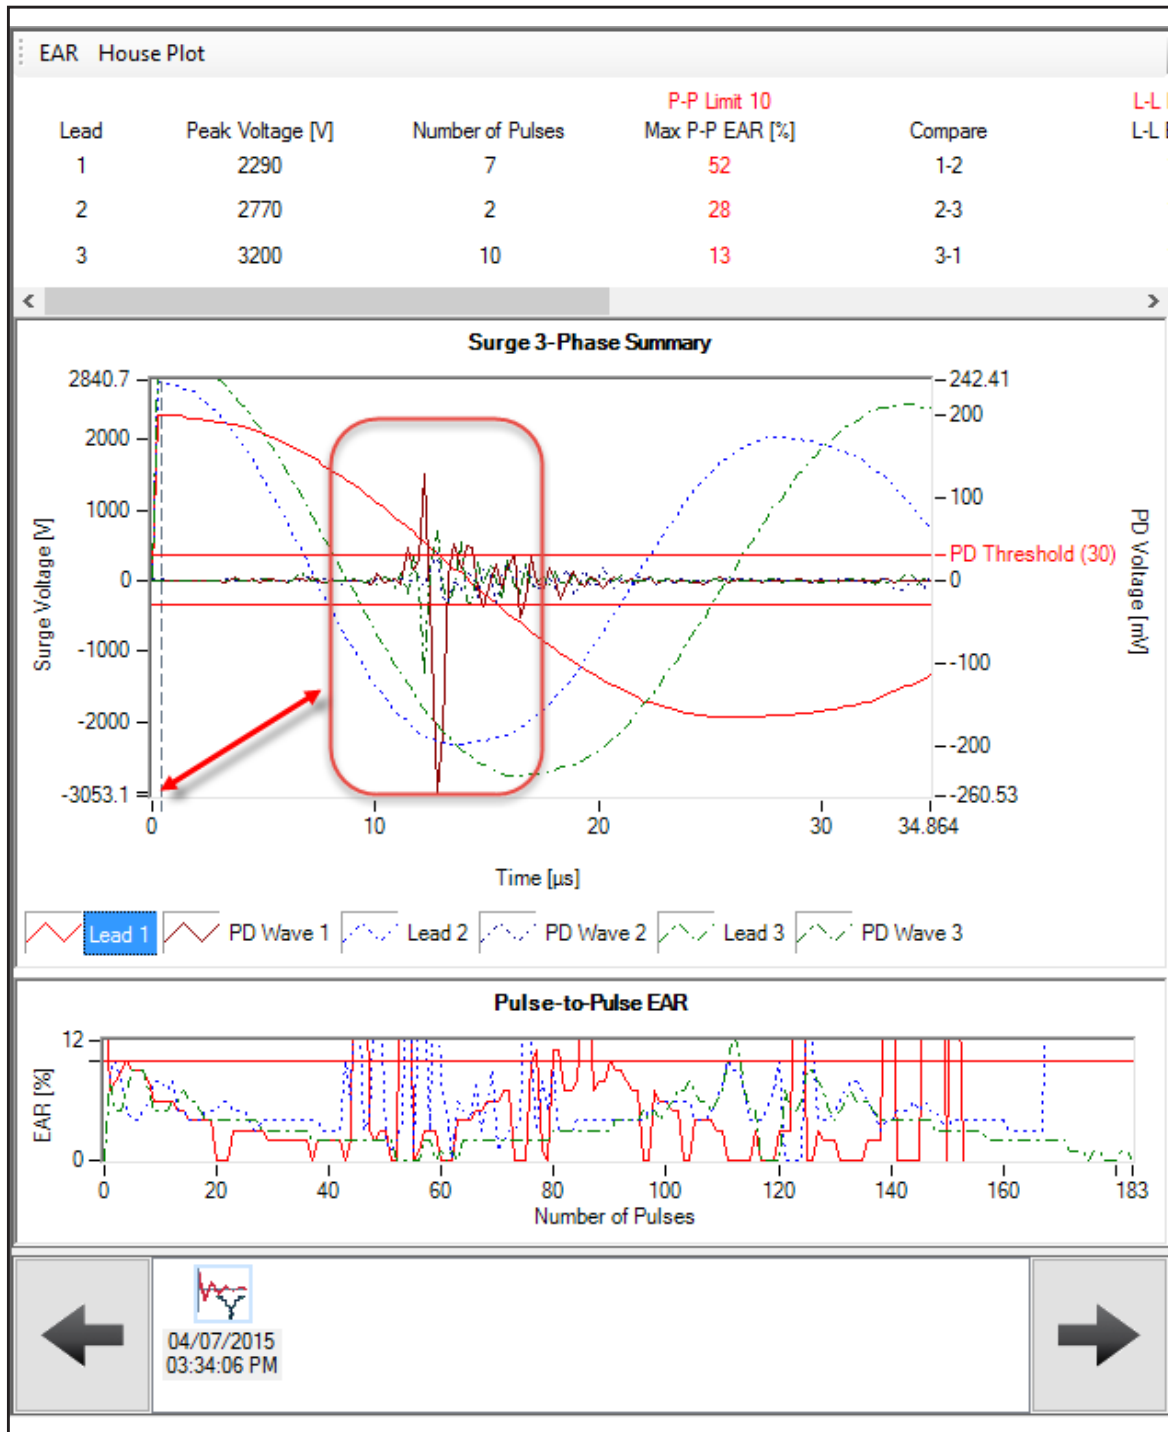 EAR House Plot
P-P Limit 10 L-L
Lead Peak Voltage [V] Number of Pulses Max P-P EAR [%] Compare L-L
1 2290 7 52 1-2
2 2770 2 28 2-3
3 3200 10 13 3-1
Surge 3-Phase Summary
2840.7 242.41
200
2000
1000 100
PD Threshold (30)
0 0
-1000 -100
-2000 -200
-3053.1 -260.53
Surge Voltage [V]
PD Voltage [mV]
0 10 20 30 34.864
Time [µs]
Lead 1 PD Wave 1 Lead 2 PD Wave 2 Lead 3 PD Wave 3
Pulse-to-Pulse EAR
12
EAR [%]
0
0 20 40 60 80 100 120 140 160 183
Number of Pulses
04/07/2015
03:34:06 PM